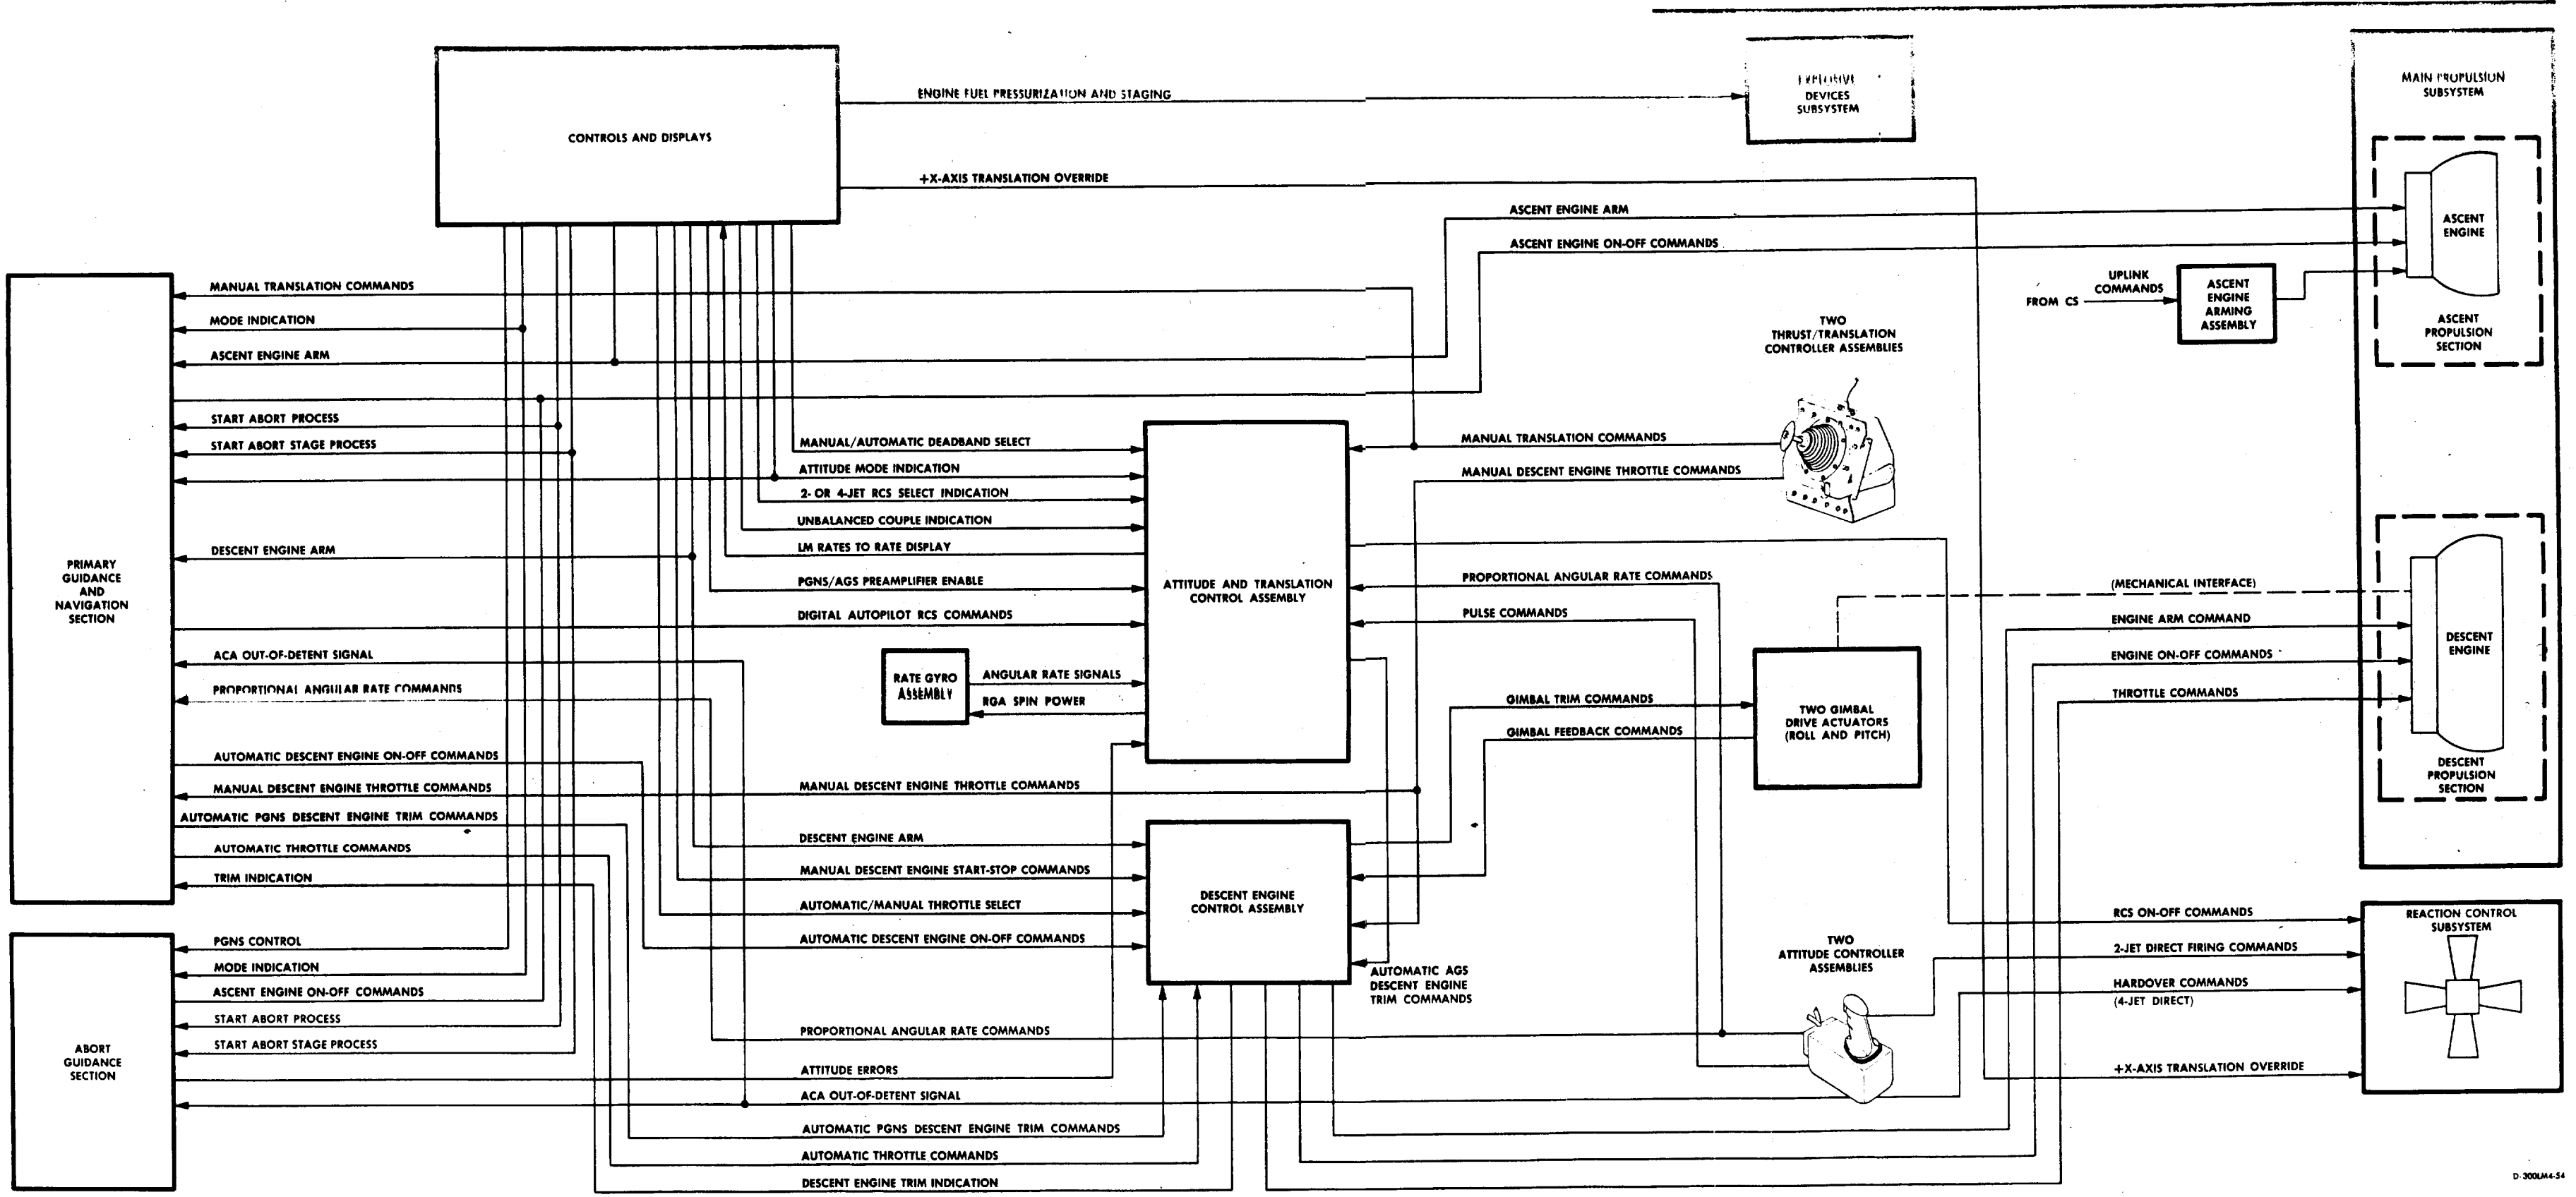 CONTROLS AND DISPLAYS
ENGINE FUEL PRESSURIZATION AND STAGING
EXPLOSIVE
DEVICES
SUBSYSTEM
+X-AXIS TRANSLATION OVERRIDE
MAIN PROPULSION
SUBSYSTEM
ASCENT ENGINE ARM
ASCENT ENGINE ON-OFF COMMANDS
ASCENT
ENGINE
ASCENT
PROPULSION
SECTION
UPLINK
COMMANDS
FROM CS
ASCENT
ENGINE
ARMING
ASSEMBLY
MANUAL TRANSLATION COMMANDS
MODE INDICATION
ASCENT ENGINE ARM
START ABORT PROCESS
START ABORT STAGE PROCESS
DESCENT ENGINE ARM
PRIMARY
GUIDANCE
AND
NAVIGATION
SECTION
ACA OUT-OF-DETENT SIGNAL
PROPORTIONAL ANGULAR RATE COMMANDS
AUTOMATIC DESCENT ENGINE ON-OFF COMMANDS
MANUAL DESCENT ENGINE THROTTLE COMMANDS
AUTOMATIC PGNS DESCENT ENGINE TRIM COMMANDS
AUTOMATIC THROTTLE COMMANDS
TRIM INDICATION
PGNS CONTROL
MODE INDICATION
ASCENT ENGINE ON-OFF COMMANDS
START ABORT PROCESS
START ABORT STAGE PROCESS
ABORT
GUIDANCE
SECTION
MANUAL/AUTOMATIC DEADBAND SELECT
ATTITUDE MODE INDICATION
2- OR 4-JET RCS SELECT INDICATION
UNBALANCED COUPLE INDICATION
LM RATES TO RATE DISPLAY
PGNS/AGS PREAMPLIFIER ENABLE
DIGITAL AUTOPILOT RCS COMMANDS
RATE GYRO
ASSEMBLY
ANGULAR RATE SIGNALS
RGA SPIN POWER
ATTITUDE AND TRANSLATION
CONTROL ASSEMBLY
MANUAL DESCENT ENGINE THROTTLE COMMANDS
DESCENT ENGINE ARM
MANUAL DESCENT ENGINE START-STOP COMMANDS
AUTOMATIC/MANUAL THROTTLE SELECT
AUTOMATIC DESCENT ENGINE ON-OFF COMMANDS
DESCENT ENGINE
CONTROL ASSEMBLY
PROPORTIONAL ANGULAR RATE COMMANDS
ATTITUDE ERRORS
ACA OUT-OF-DETENT SIGNAL
AUTOMATIC PGNS DESCENT ENGINE TRIM COMMANDS
AUTOMATIC THROTTLE COMMANDS
DESCENT ENGINE TRIM INDICATION
TWO
THRUST/TRANSLATION
CONTROLLER ASSEMBLIES
MANUAL TRANSLATION COMMANDS
MANUAL DESCENT ENGINE THROTTLE COMMANDS
PROPORTIONAL ANGULAR RATE COMMANDS
PULSE COMMANDS
GIMBAL TRIM COMMANDS
GIMBAL FEEDBACK COMMANDS
TWO GIMBAL
DRIVE ACTUATORS
(ROLL AND PITCH)
AUTOMATIC AGS
DESCENT ENGINE
TRIM COMMANDS
TWO
ATTITUDE CONTROLLER
ASSEMBLIES
(MECHANICAL INTERFACE)
ENGINE ARM COMMAND
ENGINE ON-OFF COMMANDS
THROTTLE COMMANDS
DESCENT
ENGINE
DESCENT
PROPULSION
SECTION
RCS ON-OFF COMMANDS
2-JET DIRECT FIRING COMMANDS
HARDOVER COMMANDS
(4-JET DIRECT)
+X-AXIS TRANSLATION OVERRIDE
REACTION CONTROL
SUBSYSTEM
D-300LM4-54